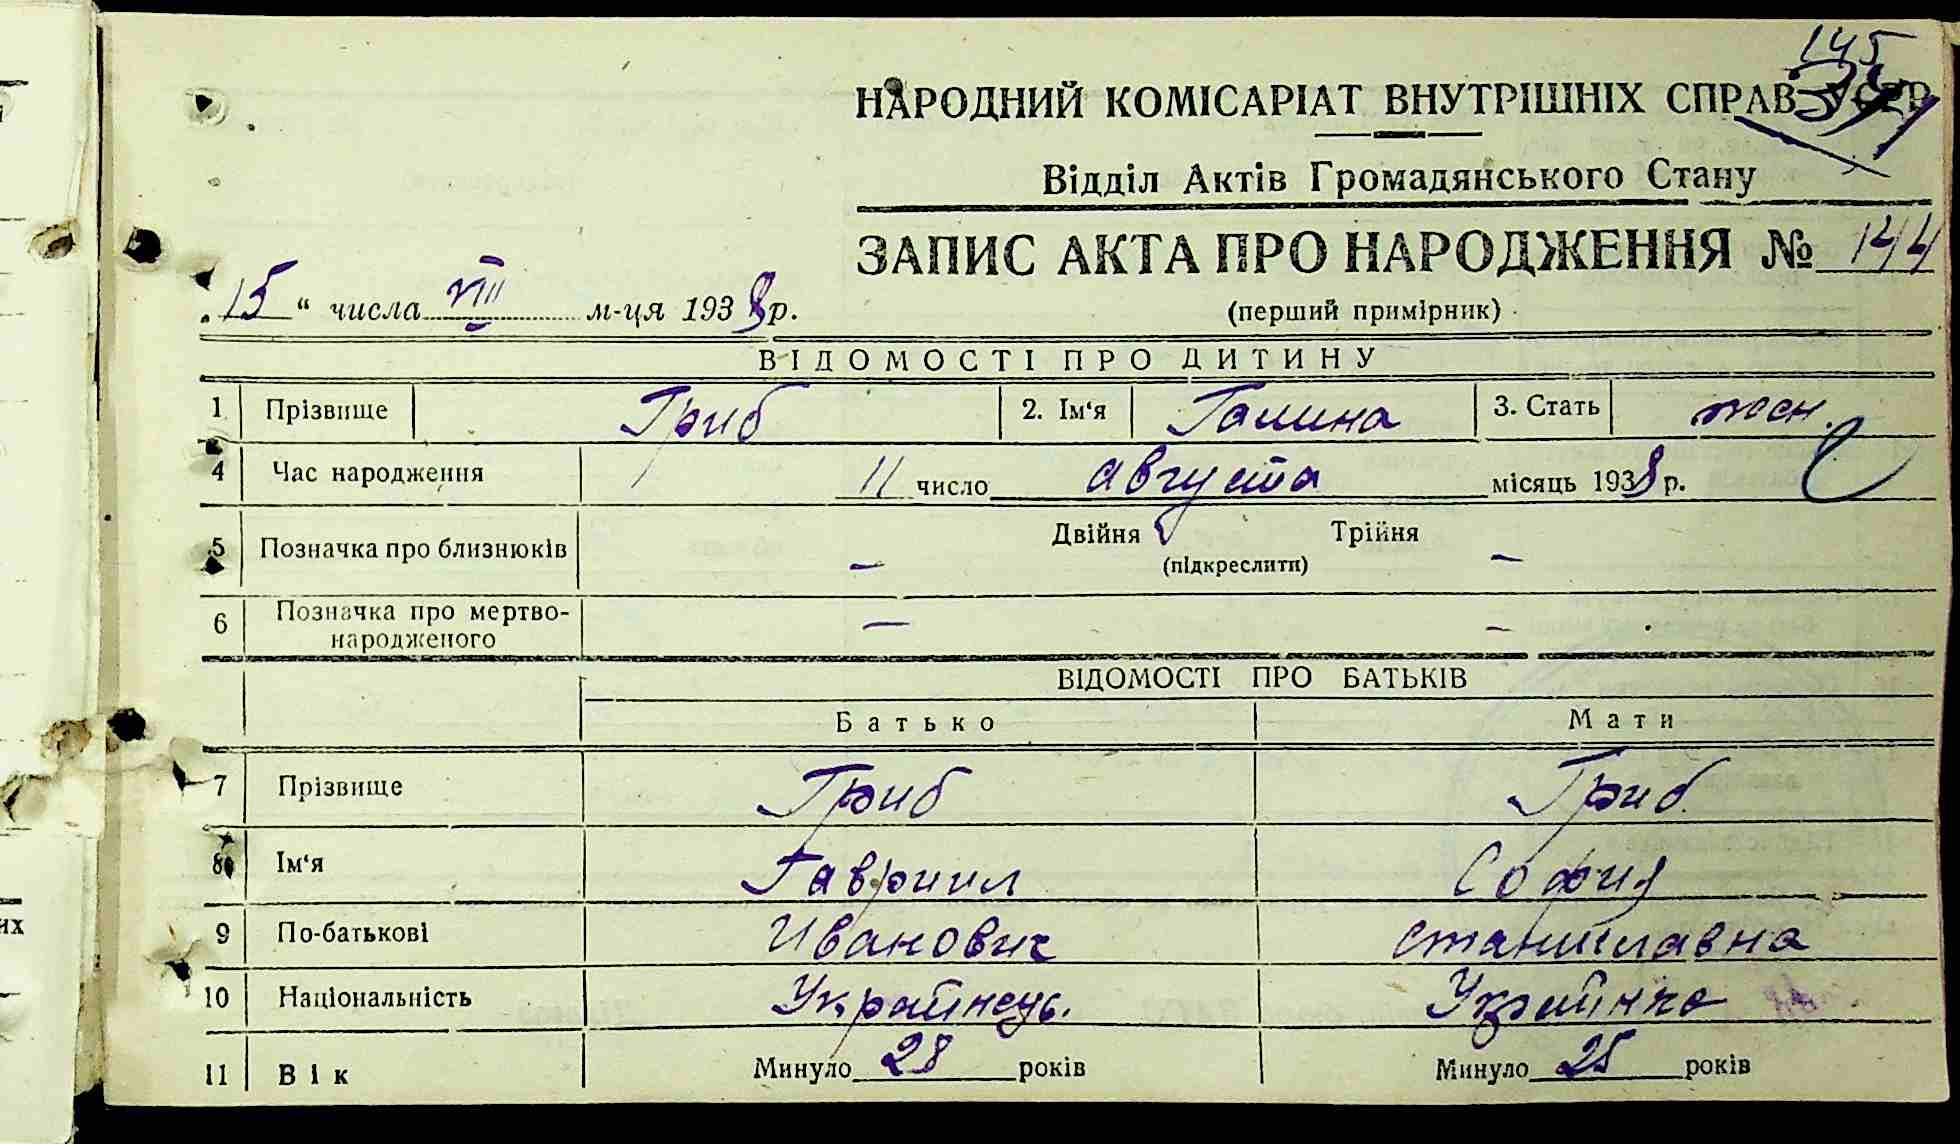 145
НАРОДНИЙ КОМІСАРІАТ ВНУТРІШНІХ СПРАВ УСРР
Відділ Актів Громадянського Стану
ЗАПИС АКТА ПРО НАРОДЖЕННЯ № 144
„15“ числа VIII м-ця 1938 р.
(перший примірник)
ВІДОМОСТІ ПРО ДИТИНУ
1 Прізвище Гриб 2. Ім‘я Галина 3. Стать жен.
4 Час народження 11 число августа місяць 1938 р.
5 Позначка про близнюків — Двійня Трійня —
(підкреслити)
6 Позначка про мертво-
народженого — —
ВІДОМОСТІ ПРО БАТЬКІВ
Батько Мати
7 Прізвище Гриб Гриб
8 Ім‘я Гавриил София
9 По-батькові Иванович Станиславна
10 Національність Українець. Українка
11 Вік Минуло 28 років Минуло 25 років
их